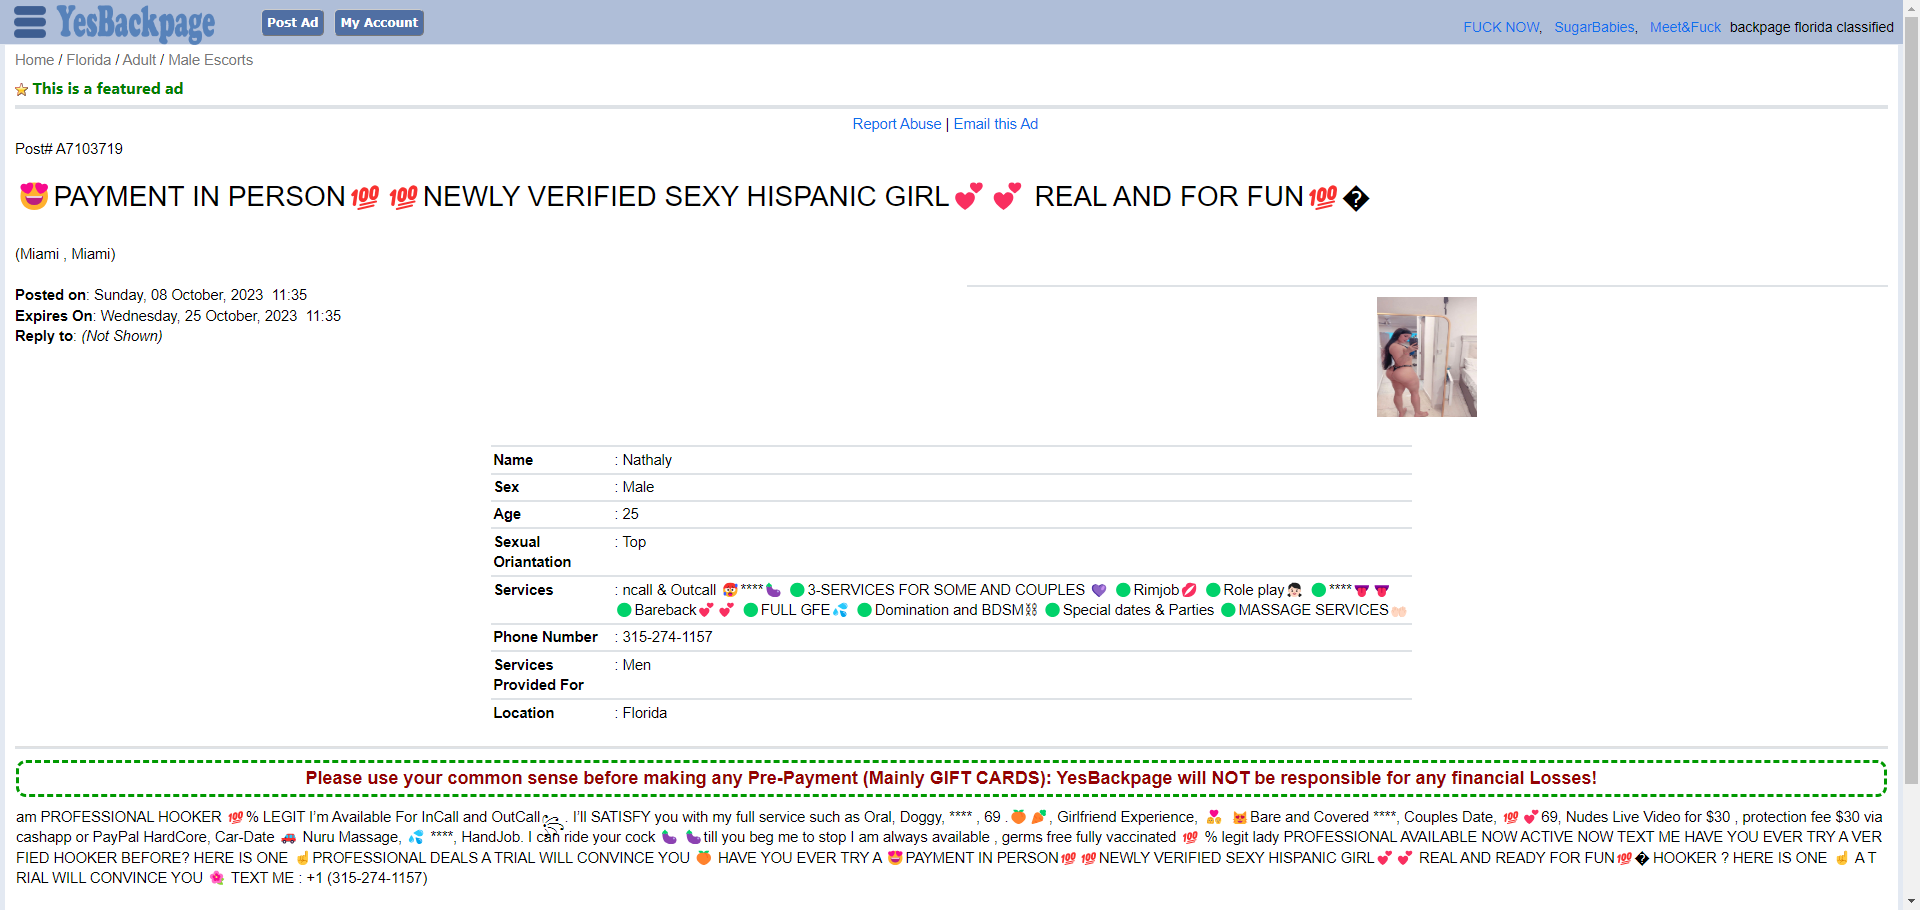 YesBackpage
Post Ad
My Account
FUCK NOW, SugarBabies, Meet&Fuck backpage florida classified
Home / Florida / Adult / Male Escorts
This is a featured ad
Report Abuse | Email this Ad
Post# A7103719
😍PAYMENT IN PERSON💯 💯NEWLY VERIFIED SEXY HISPANIC GIRL💕 💕 REAL AND FOR FUN💯�
(Miami , Miami)
Posted on: Sunday, 08 October, 2023 11:35
Expires On: Wednesday, 25 October, 2023 11:35
Reply to: (Not Shown)
Name : Nathaly
Sex : Male
Age : 25
Sexual : Top
Oriantation
Services : ncall & Outcall 🥵****🍆 🟢3-SERVICES FOR SOME AND COUPLES 💜 🟢Rimjob💋 🟢Role play👧🏻 🟢****👅 👅
🟢Bareback💕 💕 🟢FULL GFE💦 🟢Domination and BDSM⛓ 🟢Special dates & Parties 🟢MASSAGE SERVICES👐🏻
Phone Number : 315-274-1157
Services : Men
Provided For
Location : Florida
Please use your common sense before making any Pre-Payment (Mainly GIFT CARDS): YesBackpage will NOT be responsible for any financial Losses!
am PROFESSIONAL HOOKER 💯% LEGIT I'm Available For InCall and OutCall . I'll SATISFY you with my full service such as Oral, Doggy, **** , 69 .🍑 🥕 , Girlfriend Experience, 👩‍❤️‍👨 😻 Bare and Covered ****, Couples Date, 💯 💕69, Nudes Live Video for $30 , protection fee $30 via
cashapp or PayPal HardCore, Car-Date 🚗 Nuru Massage, 💦 ****, HandJob. I can ride your cock 🍆 🍆till you beg me to stop I am always available , germs free fully vaccinated 💯 % legit lady PROFESSIONAL AVAILABLE NOW ACTIVE NOW TEXT ME HAVE YOU EVER TRY A VER
FIED HOOKER BEFORE? HERE IS ONE ☝PROFESSIONAL DEALS A TRIAL WILL CONVINCE YOU 🍑 HAVE YOU EVER TRY A 😍PAYMENT IN PERSON💯 💯NEWLY VERIFIED SEXY HISPANIC GIRL💕 💕 REAL AND READY FOR FUN💯� HOOKER ? HERE IS ONE ☝ A T
RIAL WILL CONVINCE YOU 🌺 TEXT ME : +1 (315-274-1157)